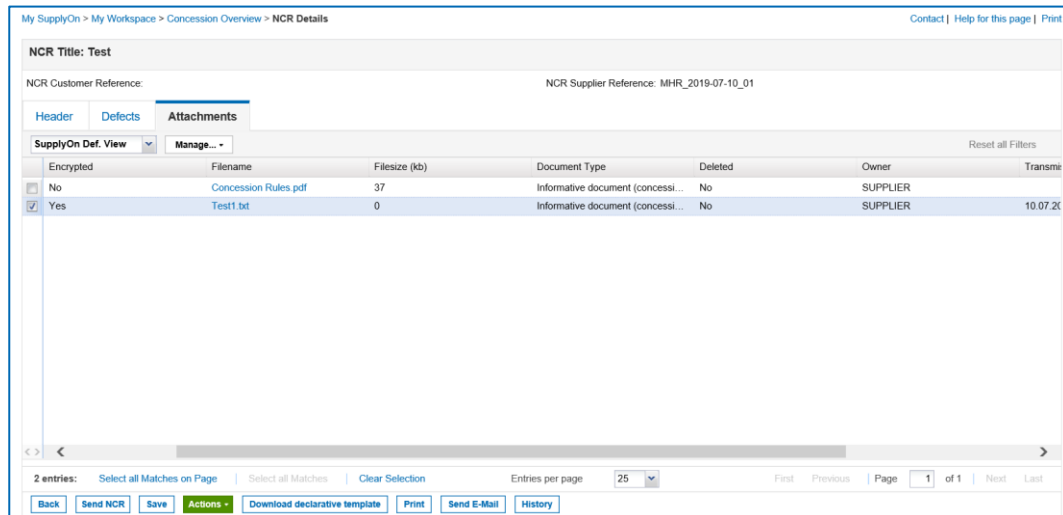 My SupplyOn > My Workspace > Concession Overview > NCR Details Contact | Help for this page | Print
NCR Title: Test
NCR Customer Reference: NCR Supplier Reference: MHR_2019-07-10_01
Header Defects Attachments
SupplyOn Def. View Manage... Reset all Filters
Encrypted Filename Filesize (kb) Document Type Deleted Owner Transmi
No Concession Rules.pdf 37 Informative document (concessi... No SUPPLIER
Yes Test1.txt 0 Informative document (concessi... No SUPPLIER 10.07.20
2 entries: Select all Matches on Page | Select all Matches | Clear Selection Entries per page 25 First Previous | Page 1 of 1 | Next Last
Back Send NCR Save Actions Download declarative template Print Send E-Mail History